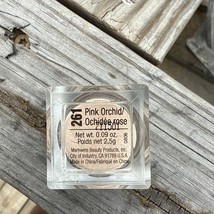 261
Pink Orchid/
Ochidée rose
11501
Net wt. 0.09 oz.
Poids net 2.5g
Markwins Beauty Products, Inc.
City of Industry, CA 91789 U.S.A.
Made in China/Fabriqué en Chine